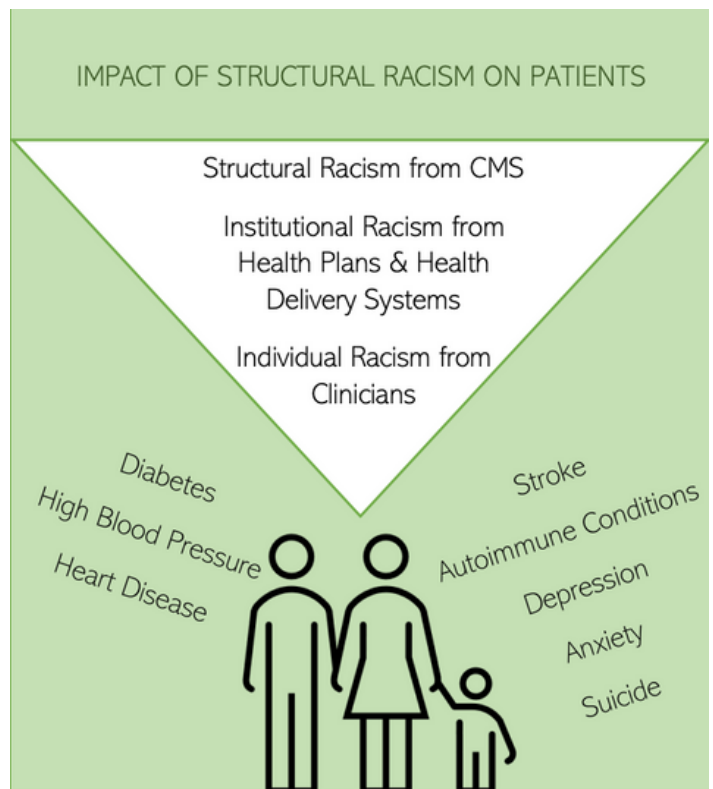 IMPACT OF STRUCTURAL RACISM ON PATIENTS
Structural Racism from CMS
Institutional Racism from
Health Plans & Health
Delivery Systems
Individual Racism from
Clinicians
Diabetes
High Blood Pressure
Heart Disease
Stroke
Autoimmune Conditions
Depression
Anxiety
Suicide